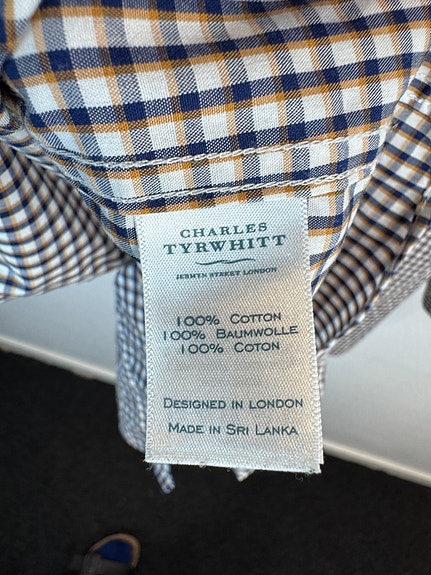 CHARLES
TYRWHITT
JERMYN STREET LONDON
100% COTTON
100% BAUMWOLLE
100% COTON
DESIGNED IN LONDON
MADE IN SRI LANKA